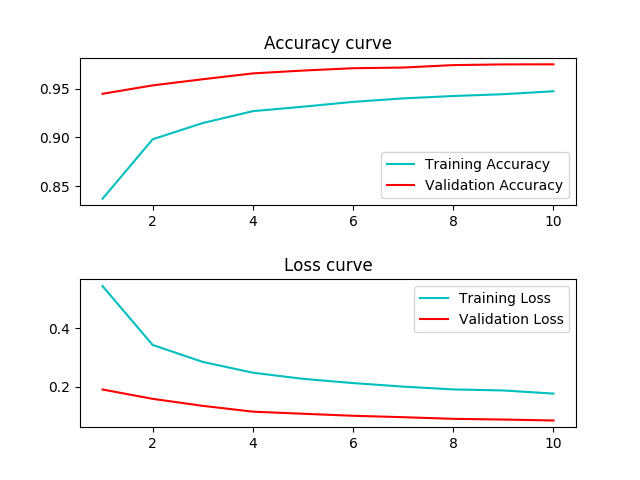 Accuracy curve
0.95
0.90
0.85
Training Accuracy
Validation Accuracy
2 4 6 8 10
Loss curve
0.4
0.2
Training Loss
Validation Loss
2 4 6 8 10